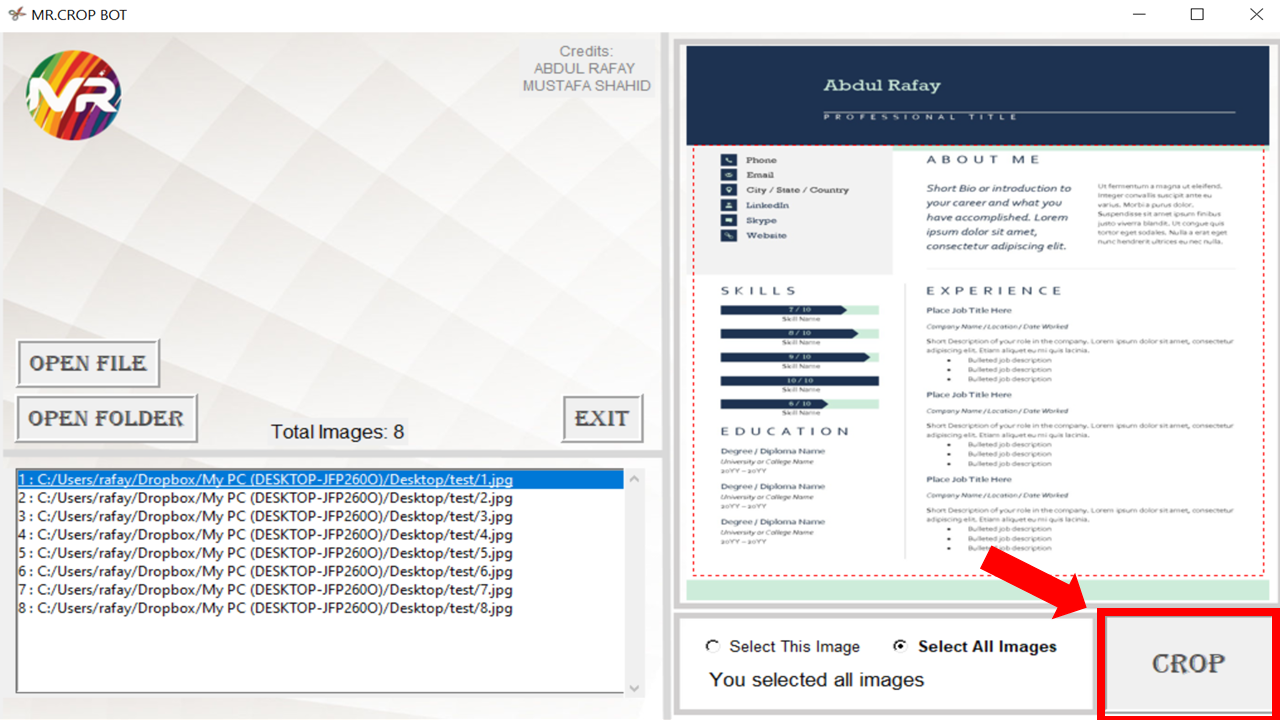 MR.CROP BOT
Credits:
ABDUL RAFAY
MUSTAFA SHAHID
OPEN FILE
OPEN FOLDER
Total Images: 8
EXIT
1 : C:/Users/rafay/Dropbox/My PC (DESKTOP-JFP260O)/Desktop/test/1.jpg
2 : C:/Users/rafay/Dropbox/My PC (DESKTOP-JFP260O)/Desktop/test/2.jpg
3 : C:/Users/rafay/Dropbox/My PC (DESKTOP-JFP260O)/Desktop/test/3.jpg
4 : C:/Users/rafay/Dropbox/My PC (DESKTOP-JFP260O)/Desktop/test/4.jpg
5 : C:/Users/rafay/Dropbox/My PC (DESKTOP-JFP260O)/Desktop/test/5.jpg
6 : C:/Users/rafay/Dropbox/My PC (DESKTOP-JFP260O)/Desktop/test/6.jpg
7 : C:/Users/rafay/Dropbox/My PC (DESKTOP-JFP260O)/Desktop/test/7.jpg
8 : C:/Users/rafay/Dropbox/My PC (DESKTOP-JFP260O)/Desktop/test/8.jpg
Abdul Rafay
PROFESSIONAL TITLE
Phone
Email
City / State / Country
LinkedIn
Skype
Website
SKILLS
7 / 10
Skill Name
8 / 10
Skill Name
9 / 10
Skill Name
10 / 10
Skill Name
6 / 10
Skill Name
EDUCATION
Degree / Diploma Name
University or College Name
20YY – 20YY
Degree / Diploma Name
University or College Name
20YY – 20YY
Degree / Diploma Name
University or College Name
20YY – 20YY
ABOUT ME
Short Bio or introduction to
your career and what you
have accomplished. Lorem
ipsum dolor sit amet,
consectetur adipiscing elit.
Ut fermentum a magna ut eleifend.
Integer convallis suscipit ante eu
varius. Morbi a purus dolor.
Suspendisse sit amet ipsum finibus
justo viverra blandit. Ut congue quis
tortor eget sodales. Nulla a erat eget
nunc hendrerit ultrices eu nec nulla.
EXPERIENCE
Place Job Title Here
Company Name / Location / Date Worked
Short Description of your role in the company. Lorem ipsum dolor sit amet, consectetur
adipiscing elit. Etiam aliquet eu mi quis lacinia.
• Bulleted job description
• Bulleted job description
• Bulleted job description
Place Job Title Here
Company Name / Location / Date Worked
Short Description of your role in the company. Lorem ipsum dolor sit amet, consectetur
adipiscing elit. Etiam aliquet eu mi quis lacinia.
• Bulleted job description
• Bulleted job description
• Bulleted job description
Place Job Title Here
Company Name / Location / Date Worked
Short Description of your role in the company. Lorem ipsum dolor sit amet, consectetur
adipiscing elit. Etiam aliquet eu mi quis lacinia.
• Bulleted job description
• Bulleted job description
• Bulleted job description
Select This Image
Select All Images
You selected all images
CROP